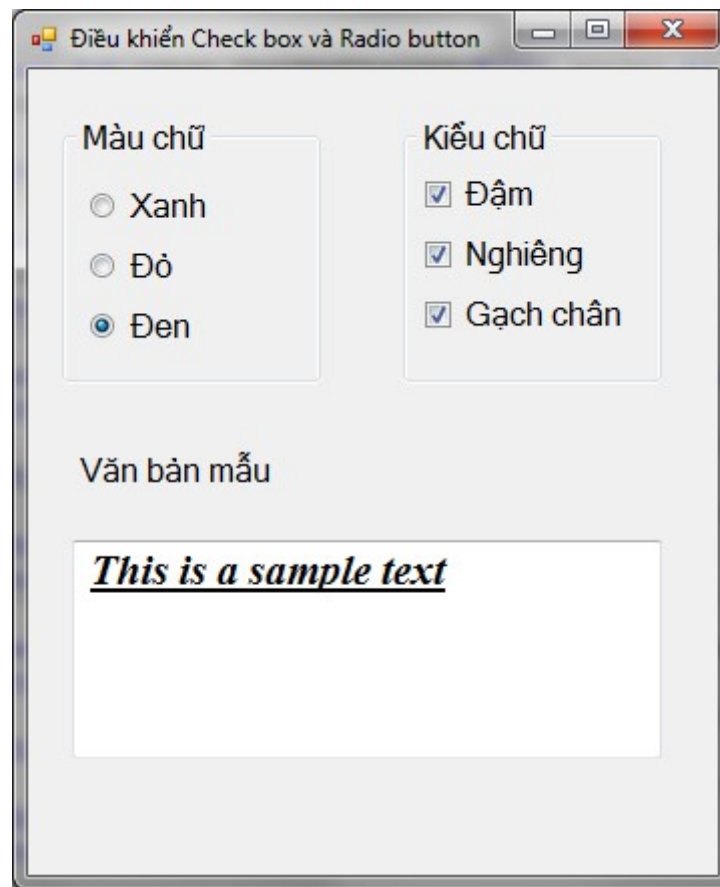 Điều khiển Check box và Radio button
Màu chữ
Xanh
Đỏ
Đen
Kiểu chữ
Đậm
Nghiêng
Gạch chân
Văn bản mẫu
This is a sample text